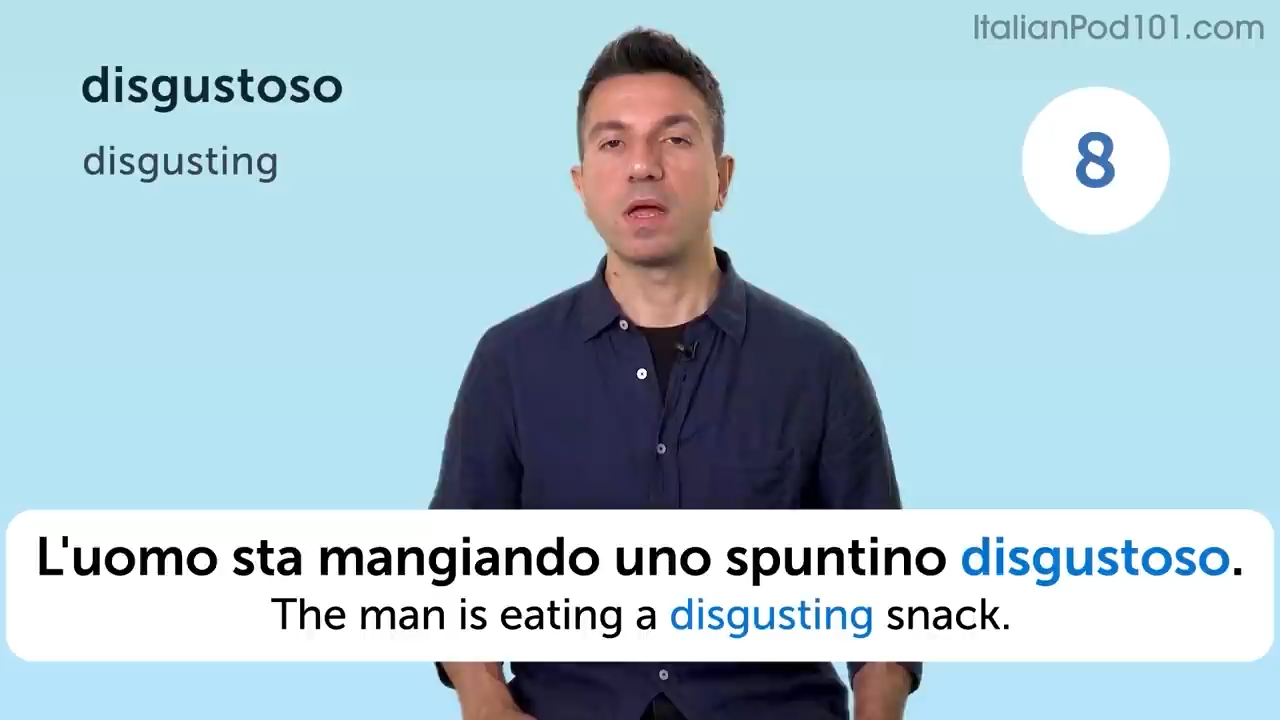 ItalianPod101.com
disgustoso
disgusting
8
L'uomo sta mangiando uno spuntino disgustoso.
The man is eating a disgusting snack.